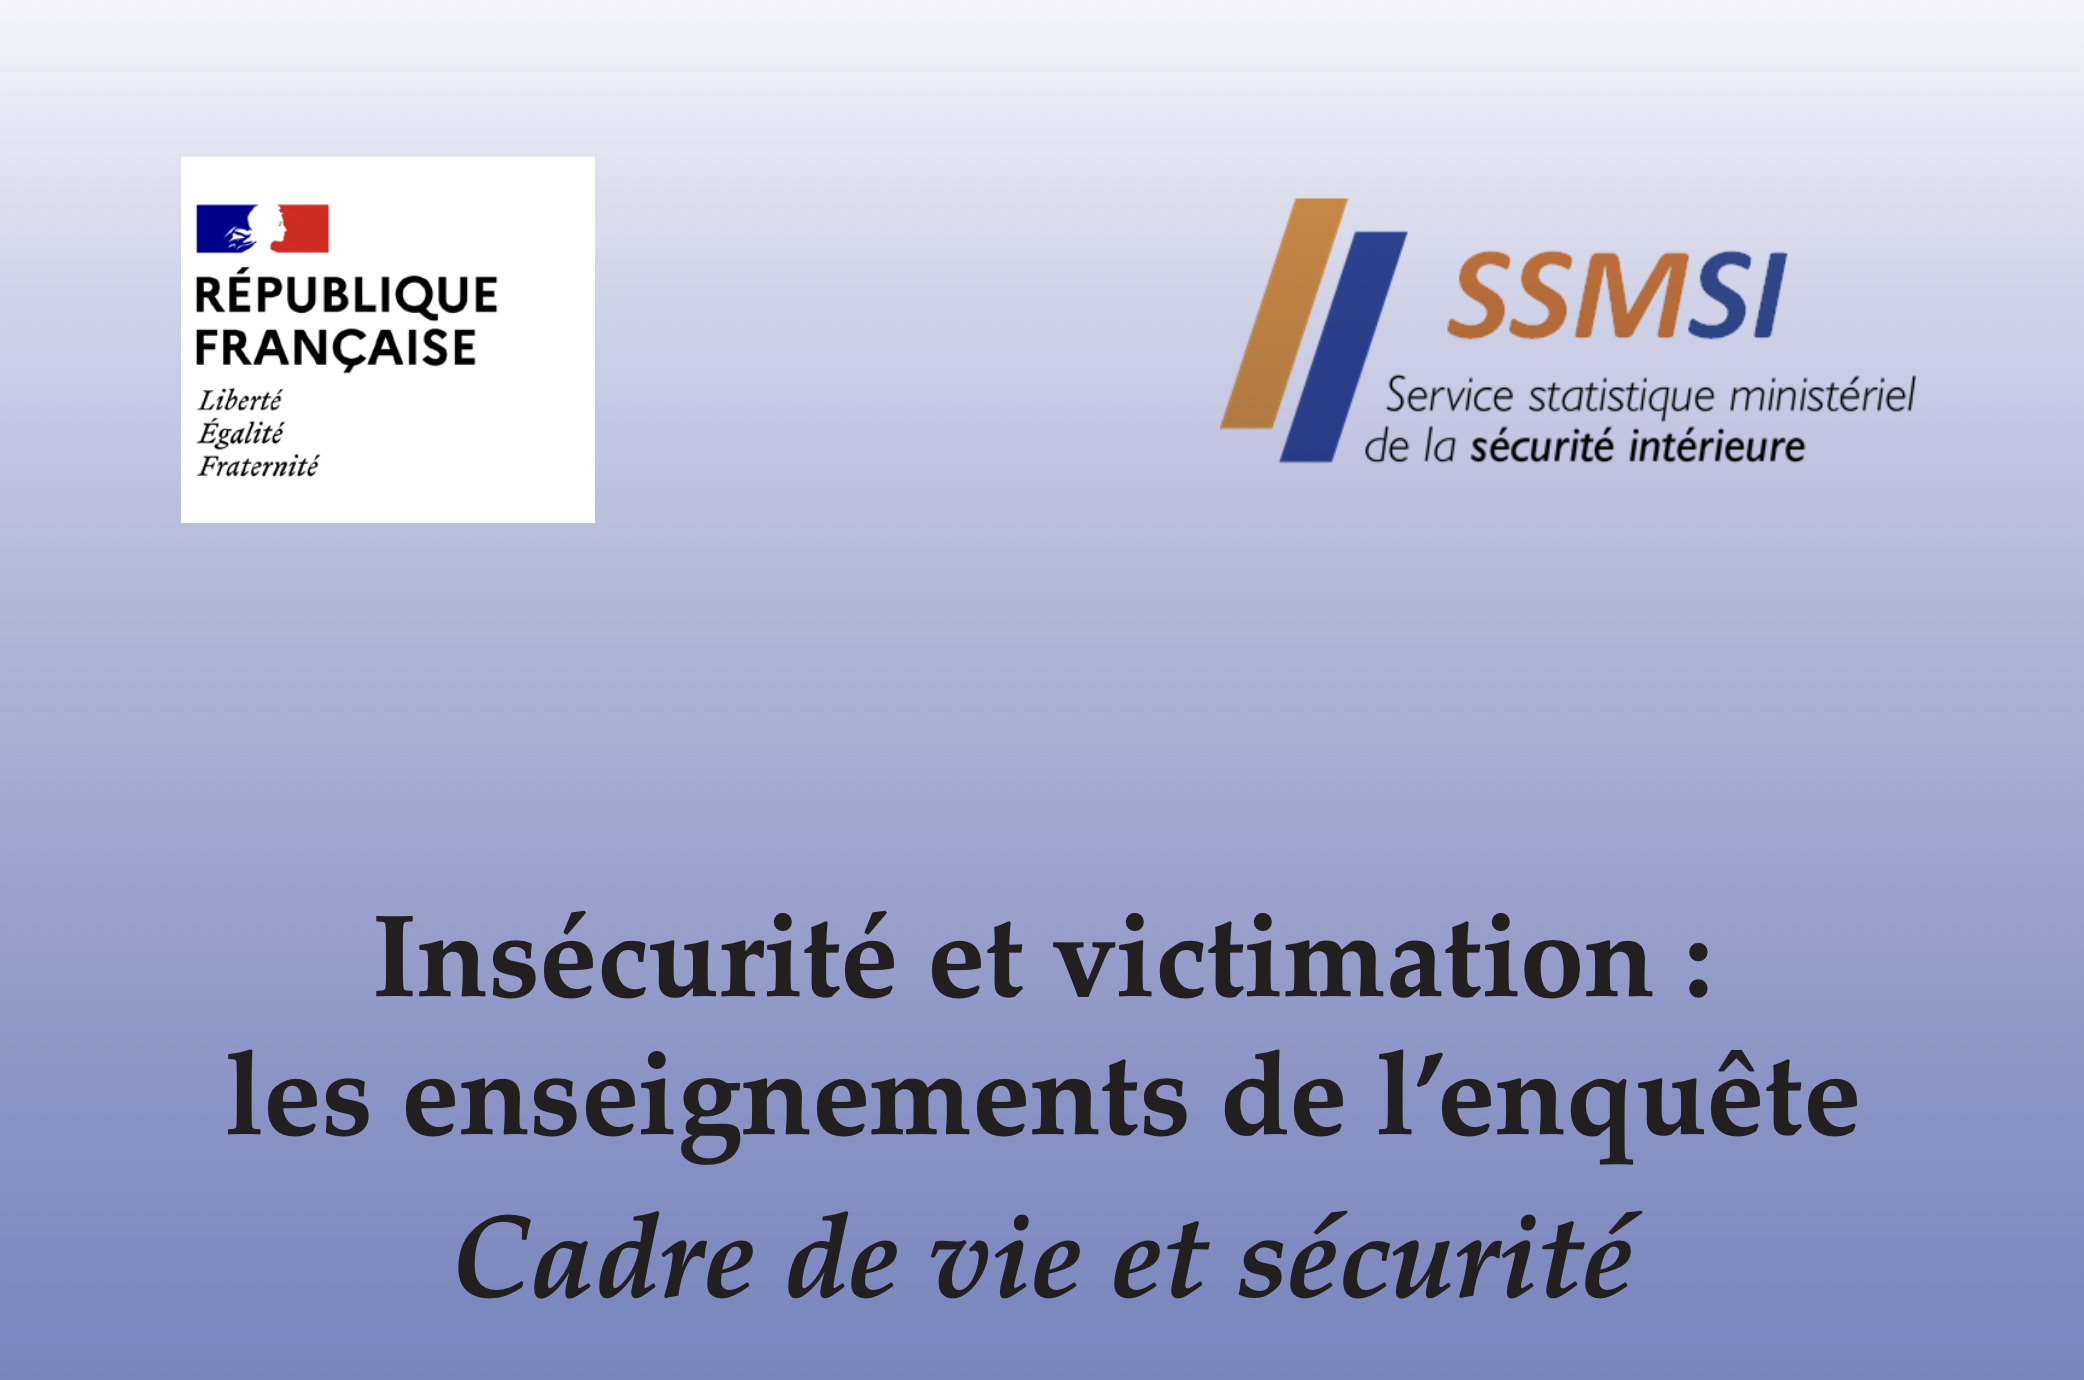 RÉPUBLIQUE
FRANÇAISE
Liberté
Égalité
Fraternité
SSMSI
Service statistique ministériel
de la sécurité intérieure
Insécurité et victimation :
les enseignements de l’enquête
Cadre de vie et sécurité